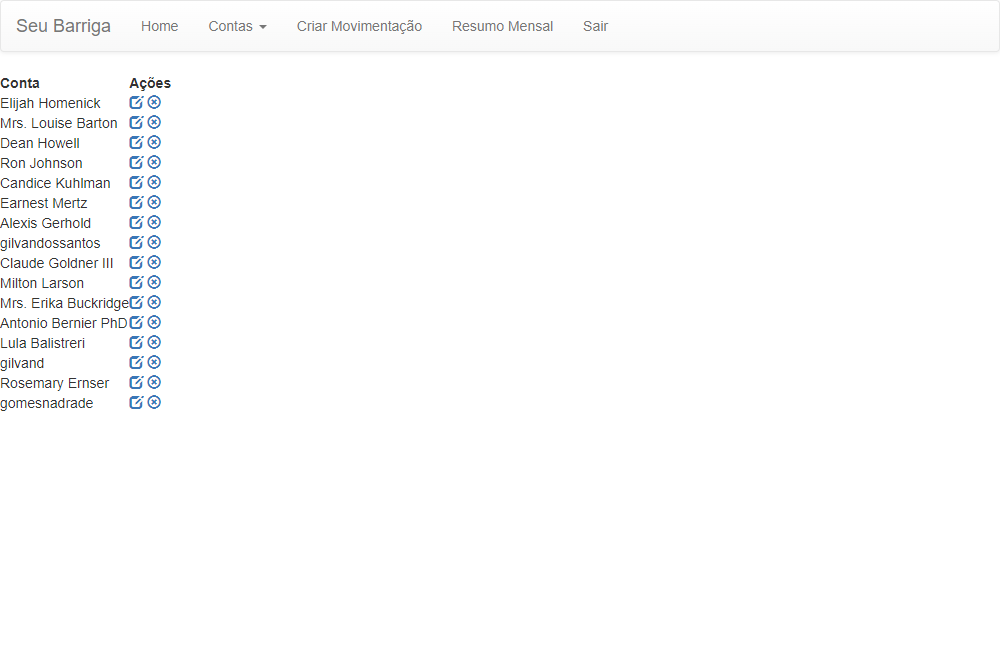 Seu Barriga Home Contas Criar Movimentação Resumo Mensal Sair
Conta Ações
Elijah Homenick
Mrs. Louise Barton
Dean Howell
Ron Johnson
Candice Kuhlman
Earnest Mertz
Alexis Gerhold
gilvandossantos
Claude Goldner III
Milton Larson
Mrs. Erika Buckridge
Antonio Bernier PhD
Lula Balistreri
gilvand
Rosemary Ernser
gomesnadrade